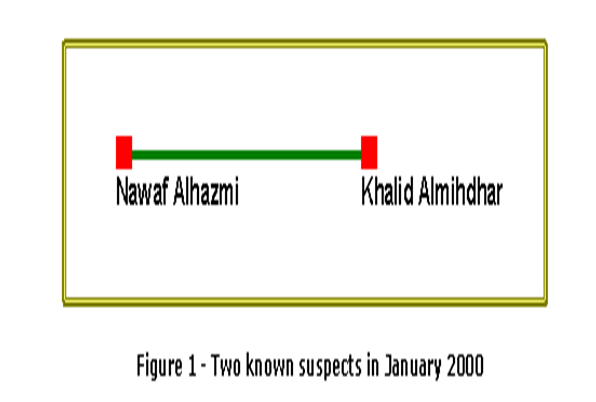 Nawaf Alhazmi
Khalid Almihdhar
Figure 1 - Two known suspects in January 2000